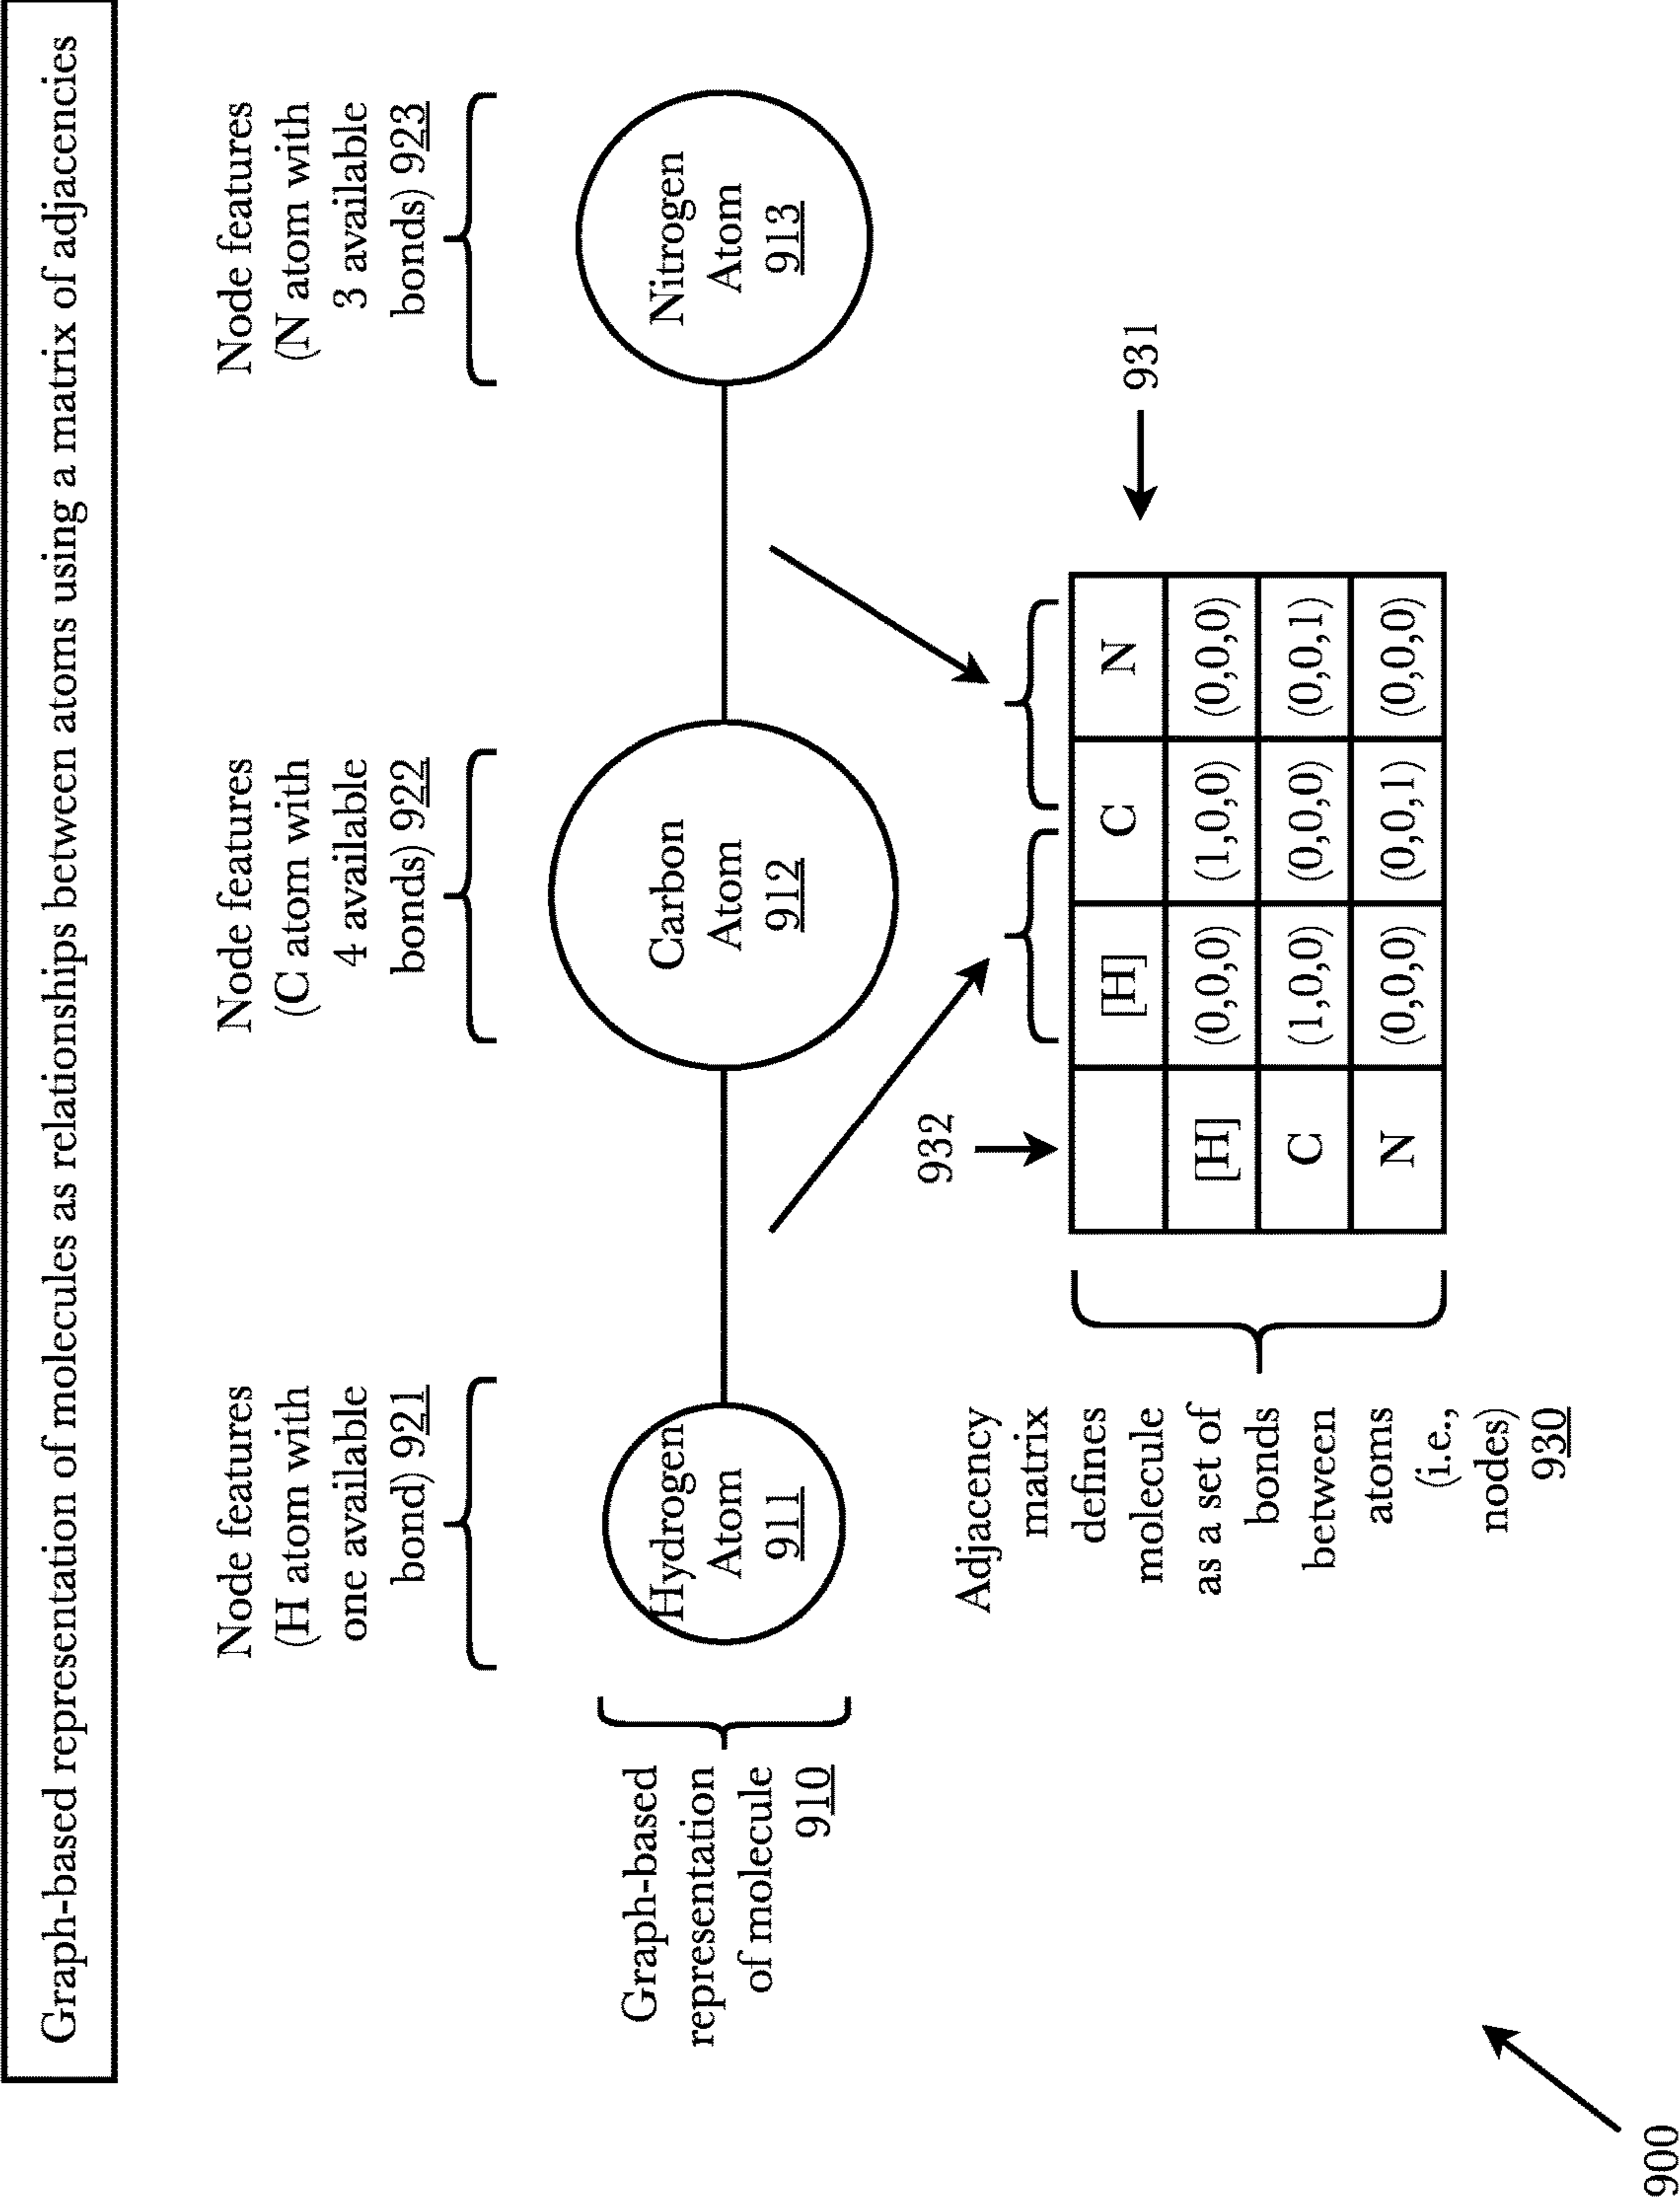 Graph-based representation of molecules as relationships between atoms using a matrix of adjacencies
Node features
(H atom with
one available
bond) 921
Node features
(C atom with
4 available
bonds) 922
Node features
(N atom with
3 available
bonds) 923
Graph-based
representation
of molecule
910
Hydrogen
Atom
911
Carbon
Atom
912
Nitrogen
Atom
913
Adjacency
matrix
defines
molecule
as a set of
bonds
between
atoms
(i.e.,
nodes)
930
932
931
[H] C N
[H] (0,0,0) (1,0,0) (0,0,0)
C (1,0,0) (0,0,0) (0,0,1)
N (0,0,0) (0,0,1) (0,0,0)
900